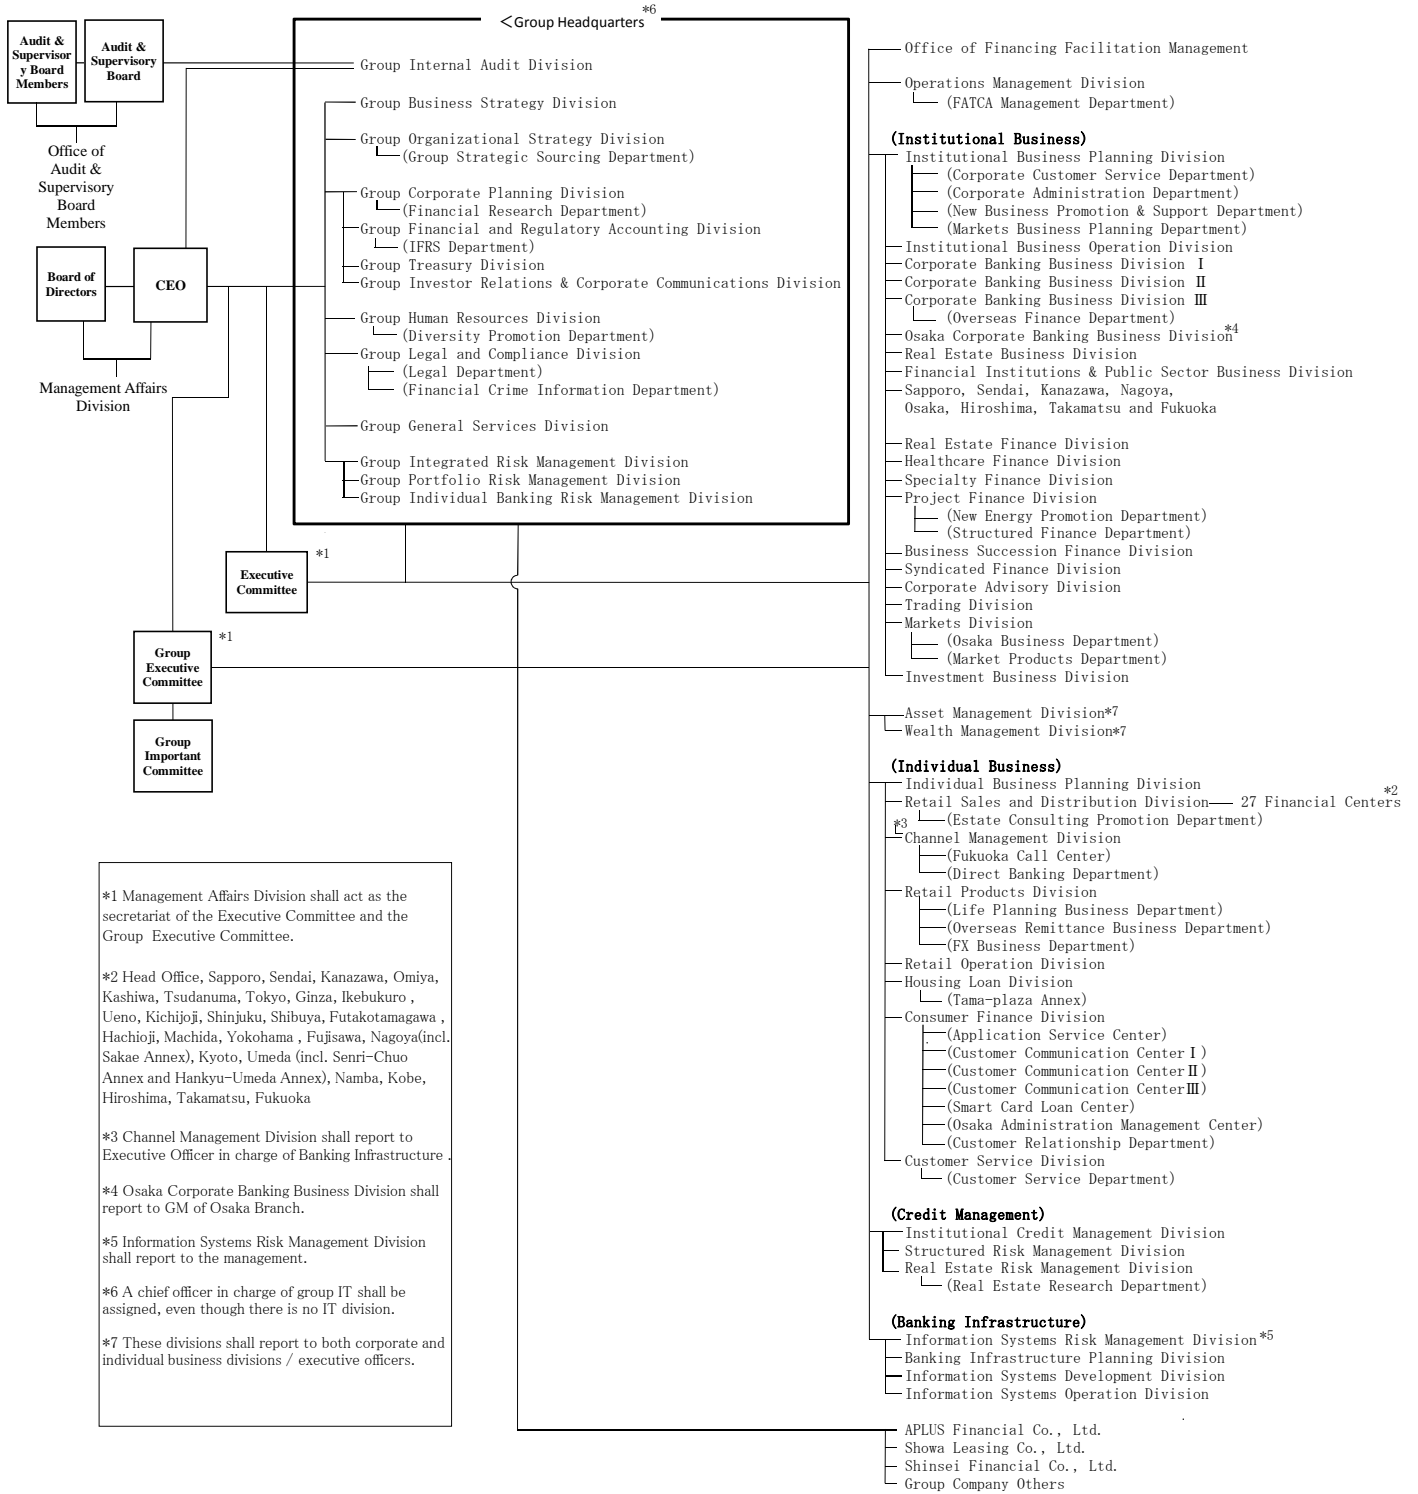 Audit &
Supervisor
y Board
Members
Audit &
Supervisory
Board
Office of
Audit &
Supervisory
Board
Members
Board of
Directors
CEO
Management Affairs
Division
＜Group Headquarters *6
Group Internal Audit Division
Group Business Strategy Division
Group Organizational Strategy Division
(Group Strategic Sourcing Department)
Group Corporate Planning Division
(Financial Research Department)
Group Financial and Regulatory Accounting Division
(IFRS Department)
Group Treasury Division
Group Investor Relations & Corporate Communications Division
Group Human Resources Division
(Diversity Promotion Department)
Group Legal and Compliance Division
(Legal Department)
(Financial Crime Information Department)
Group General Services Division
Group Integrated Risk Management Division
Group Portfolio Risk Management Division
Group Individual Banking Risk Management Division
Executive
Committee
*1
Group
Executive
Committee
*1
Group
Important
Committee
*1 Management Affairs Division shall act as the
secretariat of the Executive Committee and the
Group Executive Committee.
*2 Head Office, Sapporo, Sendai, Kanazawa, Omiya,
Kashiwa, Tsudanuma, Tokyo, Ginza, Ikebukuro ,
Ueno, Kichijoji, Shinjuku, Shibuya, Futakotamagawa ,
Hachioji, Machida, Yokohama , Fujisawa, Nagoya(incl.
Sakae Annex), Kyoto, Umeda (incl. Senri-Chuo
Annex and Hankyu-Umeda Annex), Namba, Kobe,
Hiroshima, Takamatsu, Fukuoka
*3 Channel Management Division shall report to
Executive Officer in charge of Banking Infrastructure .
*4 Osaka Corporate Banking Business Division shall
report to GM of Osaka Branch.
*5 Information Systems Risk Management Division
shall report to the management.
*6 A chief officer in charge of group IT shall be
assigned, even though there is no IT division.
*7 These divisions shall report to both corporate and
individual business divisions / executive officers.
Office of Financing Facilitation Management
Operations Management Division
(FATCA Management Department)
(Institutional Business)
Institutional Business Planning Division
(Corporate Customer Service Department)
(Corporate Administration Department)
(New Business Promotion & Support Department)
(Markets Business Planning Department)
Institutional Business Operation Division
Corporate Banking Business Division Ⅰ
Corporate Banking Business Division Ⅱ
Corporate Banking Business Division Ⅲ
(Overseas Finance Department)
Osaka Corporate Banking Business Division*4
Real Estate Business Division
Financial Institutions & Public Sector Business Division
Sapporo, Sendai, Kanazawa, Nagoya,
Osaka, Hiroshima, Takamatsu and Fukuoka
Real Estate Finance Division
Healthcare Finance Division
Specialty Finance Division
Project Finance Division
(New Energy Promotion Department)
(Structured Finance Department)
Business Succession Finance Division
Syndicated Finance Division
Corporate Advisory Division
Trading Division
Markets Division
(Osaka Business Department)
(Market Products Department)
Investment Business Division
Asset Management Division*7
Wealth Management Division*7
(Individual Business)
Individual Business Planning Division
Retail Sales and Distribution Division 27 Financial Centers *2
(Estate Consulting Promotion Department)
*3
Channel Management Division
(Fukuoka Call Center)
(Direct Banking Department)
Retail Products Division
(Life Planning Business Department)
(Overseas Remittance Business Department)
(FX Business Department)
Retail Operation Division
Housing Loan Division
(Tama-plaza Annex)
Consumer Finance Division
(Application Service Center)
(Customer Communication CenterⅠ)
(Customer Communication CenterⅡ)
(Customer Communication CenterⅢ)
(Smart Card Loan Center)
(Osaka Administration Management Center)
(Customer Relationship Department)
Customer Service Division
(Customer Service Department)
(Credit Management)
Institutional Credit Management Division
Structured Risk Management Division
Real Estate Risk Management Division
(Real Estate Research Department)
(Banking Infrastructure)
Information Systems Risk Management Division*5
Banking Infrastructure Planning Division
Information Systems Development Division
Information Systems Operation Division
APLUS Financial Co., Ltd.
Showa Leasing Co., Ltd.
Shinsei Financial Co., Ltd.
Group Company Others